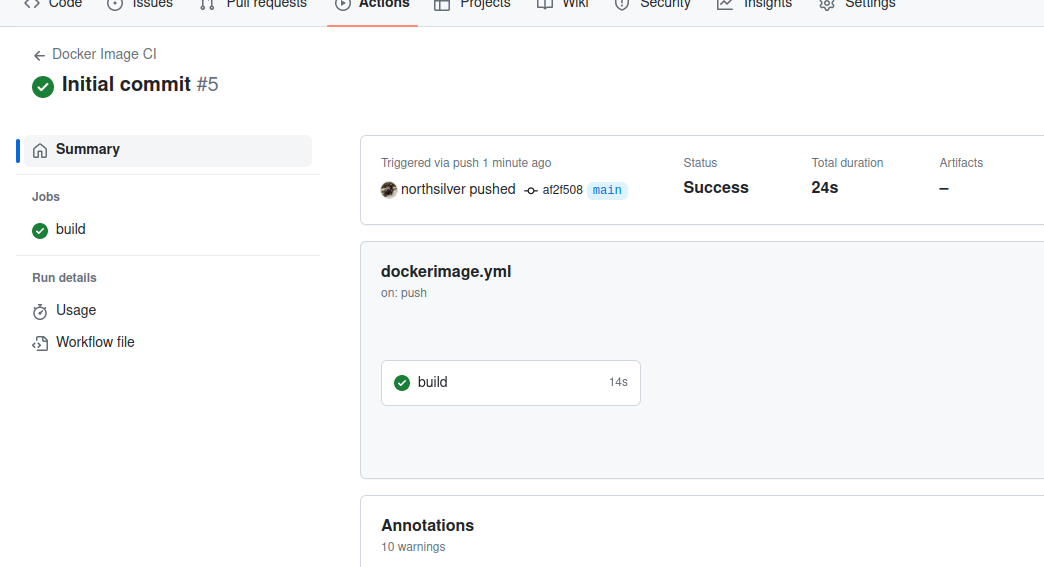 Code Issues Pull requests Actions Projects Wiki Security Insights Settings
Docker Image CI
Initial commit #5
Summary
Jobs
build
Run details
Usage
Workflow file
Triggered via push 1 minute ago
northsilver pushed af2f508 main
Status
Success
Total duration
24s
Artifacts
–
dockerimage.yml
on: push
build 14s
Annotations
10 warnings